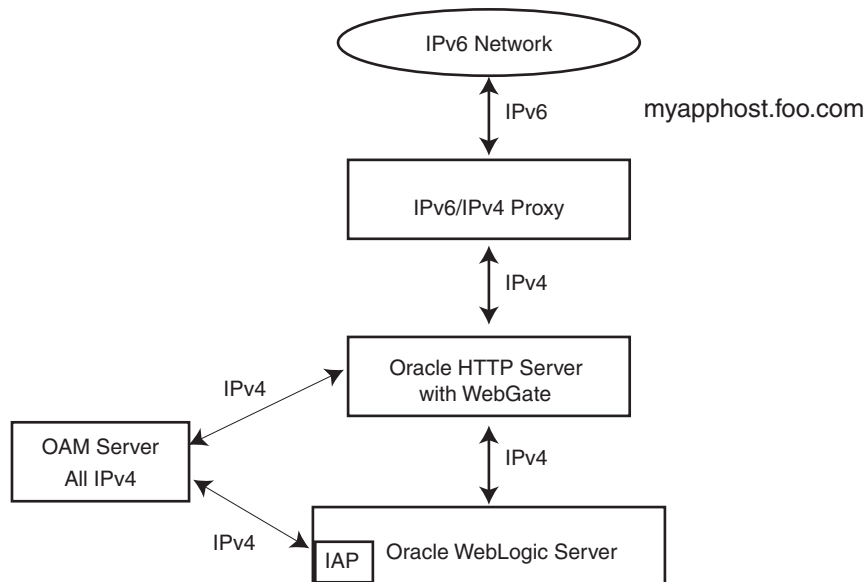 IPv6 Network
IPv6
myapphost.foo.com
IPv6/IPv4 Proxy
IPv4
Oracle HTTP Server
with WebGate
IPv4
OAM Server
All IPv4
IPv4
IPv4
IAP
Oracle WebLogic Server